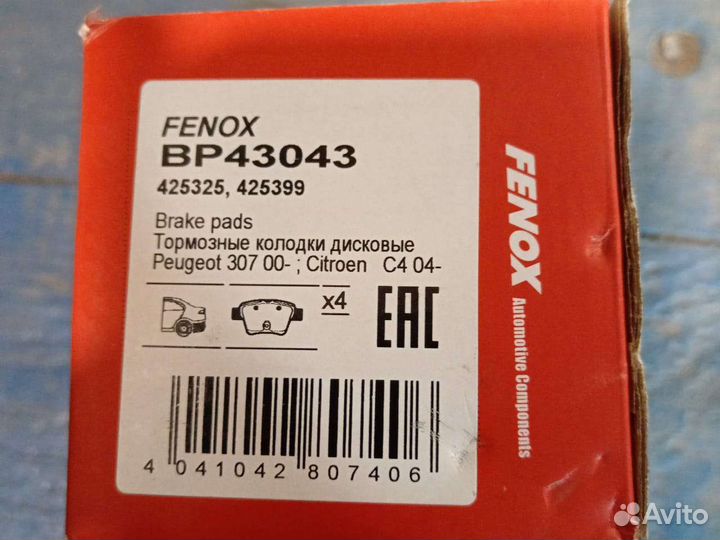 FENOX
BP43043
425325, 425399
Brake pads
Тормозные колодки дисковые
Peugeot 307 00- ; Citroen C4 04-
x4
EAC
4 041042 807406
FENOX
Automotive Components
Avito